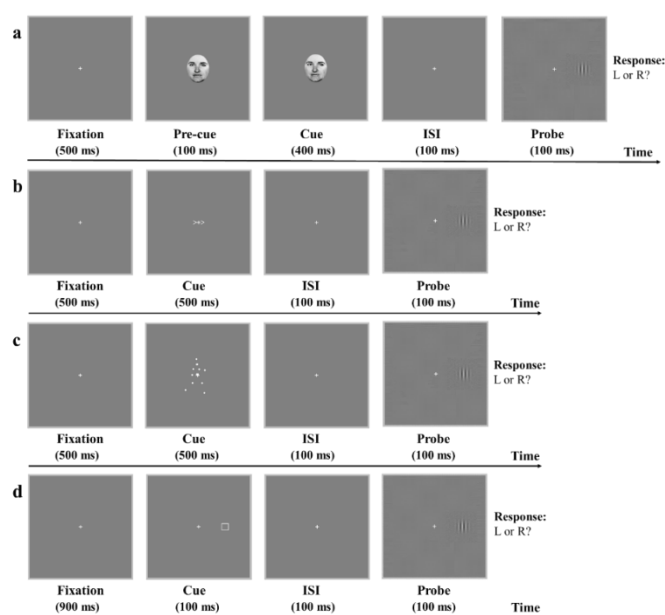 a
Response:
L or R?
Fixation Pre-cue Cue ISI Probe
(500 ms) (100 ms) (400 ms) (100 ms) (100 ms) Time
b
Response:
L or R?
Fixation Cue ISI Probe
(500 ms) (500 ms) (100 ms) (100 ms) Time
c
Response:
L or R?
Fixation Cue ISI Probe
(500 ms) (500 ms) (100 ms) (100 ms) Time
d
Response:
L or R?
Fixation Cue ISI Probe
(900 ms) (100 ms) (100 ms) (100 ms) Time